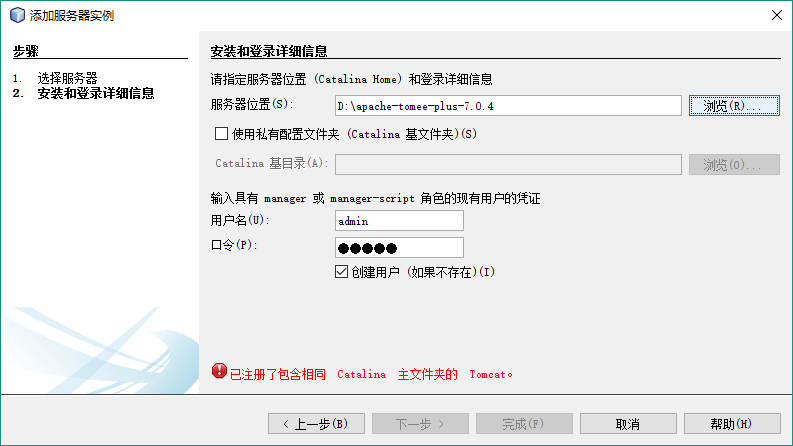 添加服务器实例
步骤
1. 选择服务器
2. 安装和登录详细信息
安装和登录详细信息
请指定服务器位置 (Catalina Home) 和登录详细信息
服务器位置(S): D:\apache-tomee-plus-7.0.4 浏览(R)...
使用私有配置文件夹 (Catalina 基文件夹)(S)
Catalina 基目录(A): 浏览(O)...
输入具有 manager 或 manager-script 角色的现有用户的凭证
用户名(U): admin
口令(P): ●●●●●
创建用户 (如果不存在)(I)
已注册了包含相同 Catalina 主文件夹的 Tomcat。
< 上一步(B) 下一步 > 完成(F) 取消 帮助(H)